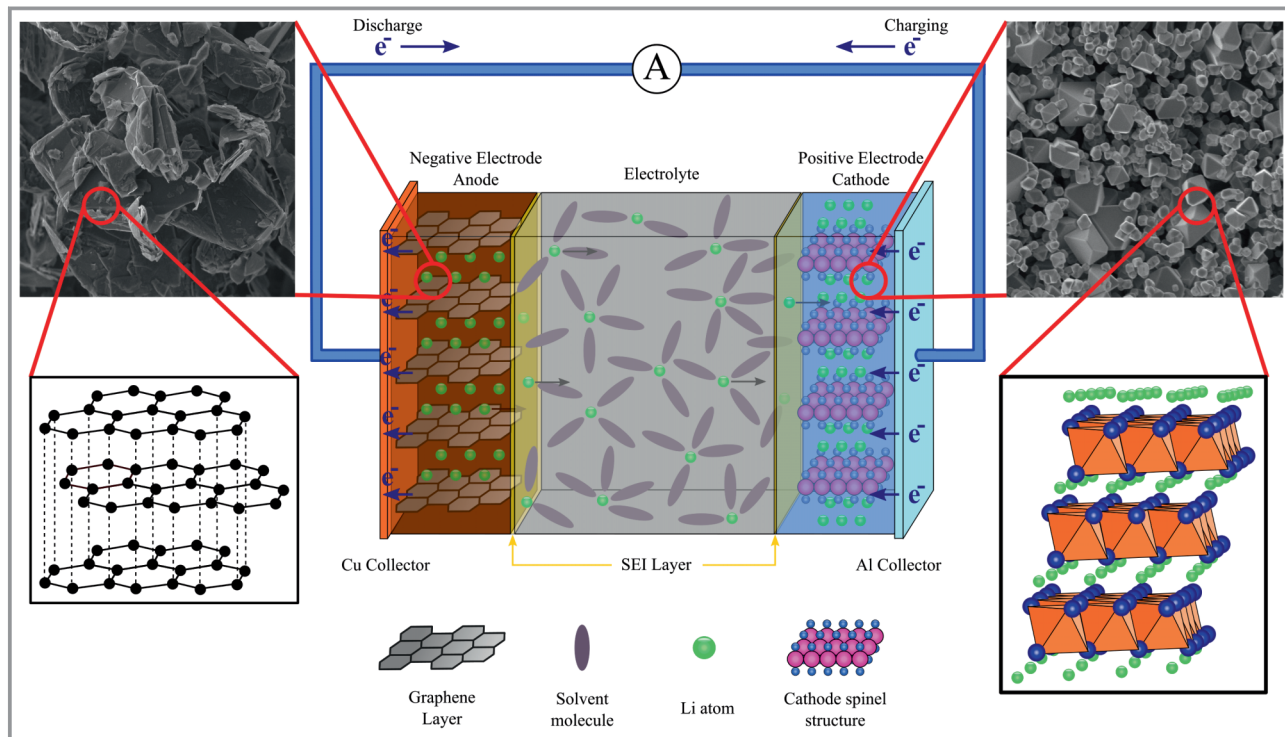 Discharge
e-
Charging
e-
A
Negative Electrode
Anode
Electrolyte
Positive Electrode
Cathode
e-
e-
e-
e-
e-
e-
e-
e-
e-
e-
Cu Collector
SEI Layer
Al Collector
Graphene
Layer
Solvent
molecule
Li atom
Cathode spinel
structure